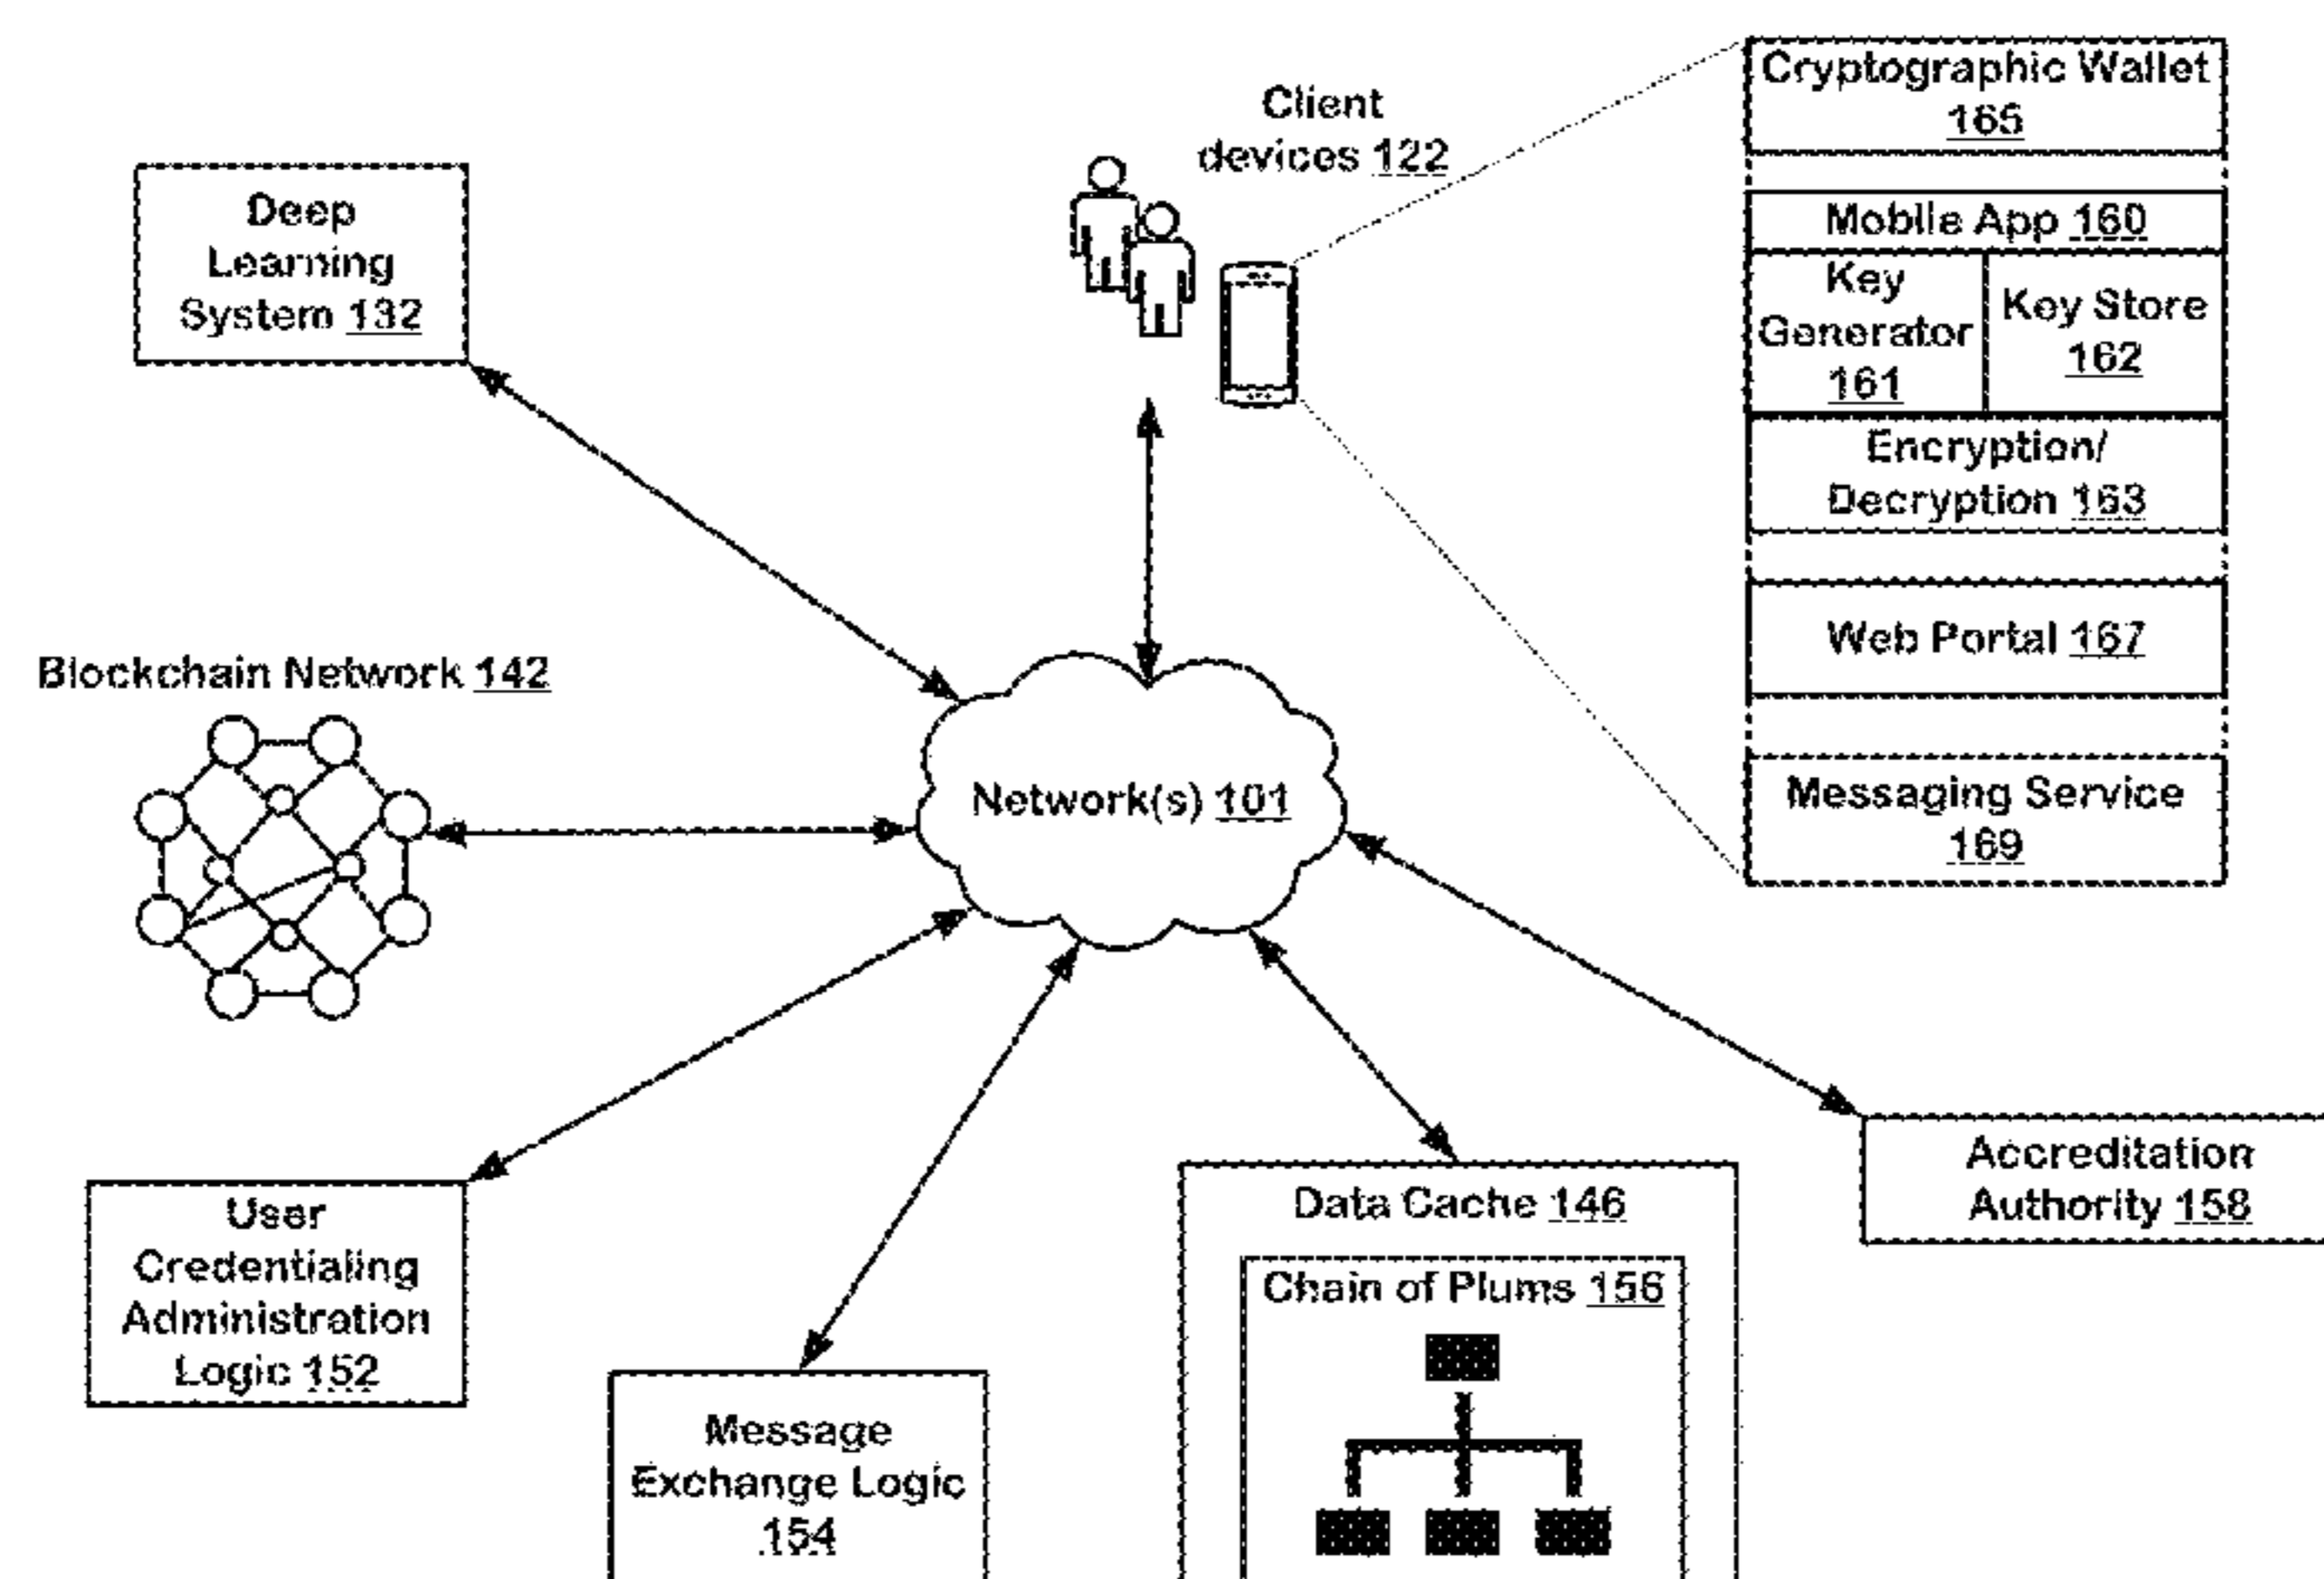 Client
devices 122
Cryptographic Wallet
165
Mobile App 160
Key
Generator
161
Key Store
162
Encryption/
Decryption 163
Web Portal 167
Messaging Service
169
Deep
Learning
System 132
Blockchain Network 142
Network(s) 101
User
Credentialing
Administration
Logic 152
Message
Exchange Logic
154
Data Cache 146
Chain of Plums 156
Accreditation
Authority 158